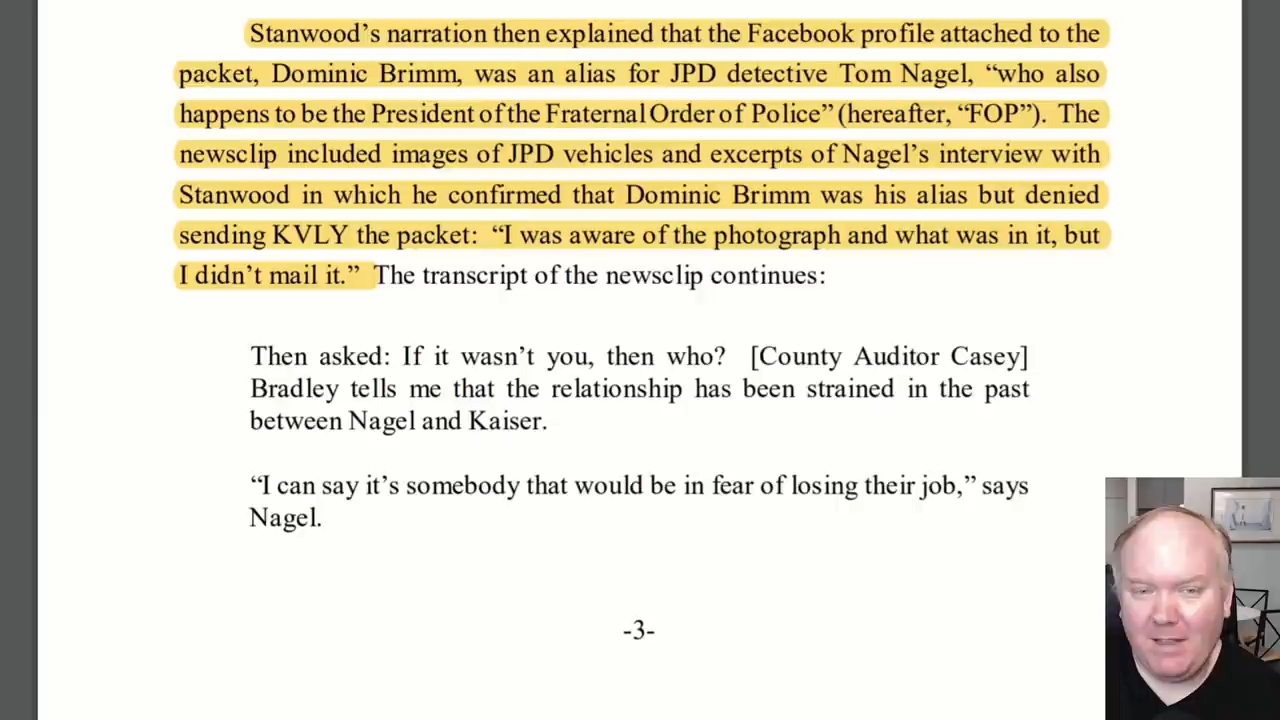 Stanwood’s narration then explained that the Facebook profile attached to the
packet, Dominic Brimm, was an alias for JPD detective Tom Nagel, “who also
happens to be the President of the Fraternal Order of Police” (hereafter, “FOP”). The
newsclip included images of JPD vehicles and excerpts of Nagel’s interview with
Stanwood in which he confirmed that Dominic Brimm was his alias but denied
sending KVLY the packet: “I was aware of the photograph and what was in it, but
I didn’t mail it.” The transcript of the newsclip continues:
Then asked: If it wasn’t you, then who? [County Auditor Casey]
Bradley tells me that the relationship has been strained in the past
between Nagel and Kaiser.
“I can say it’s somebody that would be in fear of losing their job,” says
Nagel.
-3-